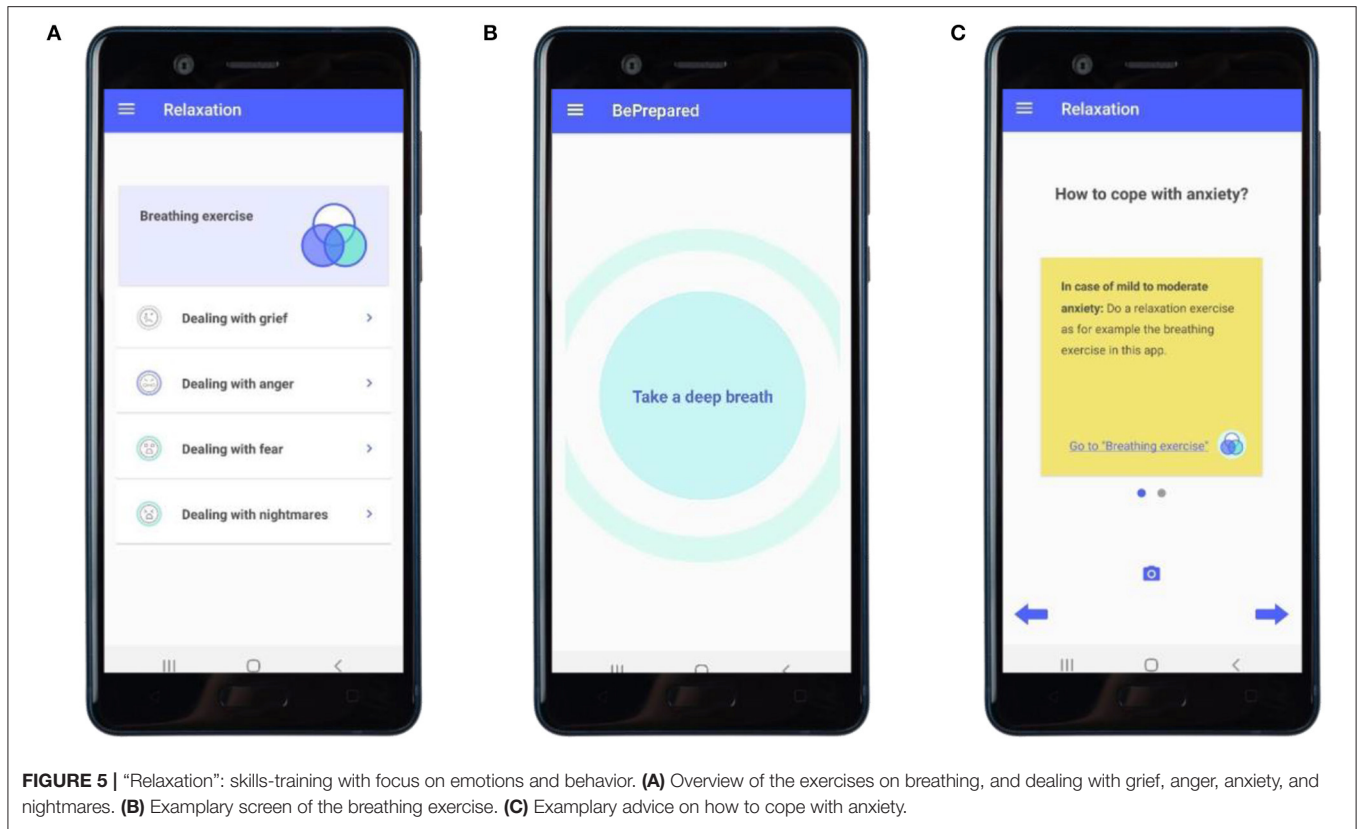 A
B
C
Relaxation
Breathing exercise
Dealing with grief
Dealing with anger
Dealing with fear
Dealing with nightmares
BePrepared
Take a deep breath
Relaxation
How to cope with anxiety?
In case of mild to moderate
anxiety: Do a relaxation exercise
as for example the breathing
exercise in this app.
Go to "Breathing exercise"
FIGURE 5 | “Relaxation”: skills-training with focus on emotions and behavior. (A) Overview of the exercises on breathing, and dealing with grief, anger, anxiety, and
nightmares. (B) Examplary screen of the breathing exercise. (C) Examplary advice on how to cope with anxiety.